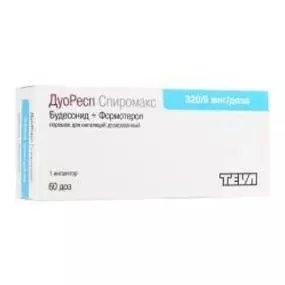 ДуоРесп Спиромакс
320/9 мкг/доза
Будесонид + Формотерол
порошок для ингаляций дозированный
1 ингалятор
60 доз
TEVA